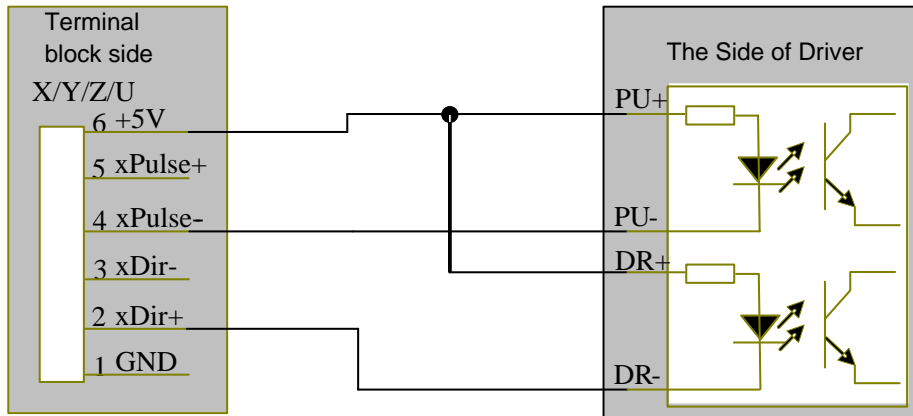 Terminal
block side
X/Y/Z/U
6 +5V
5 xPulse+
4 xPulse-
3 xDir-
2 xDir+
1 GND
The Side of Driver
PU+
PU-
DR+
DR-